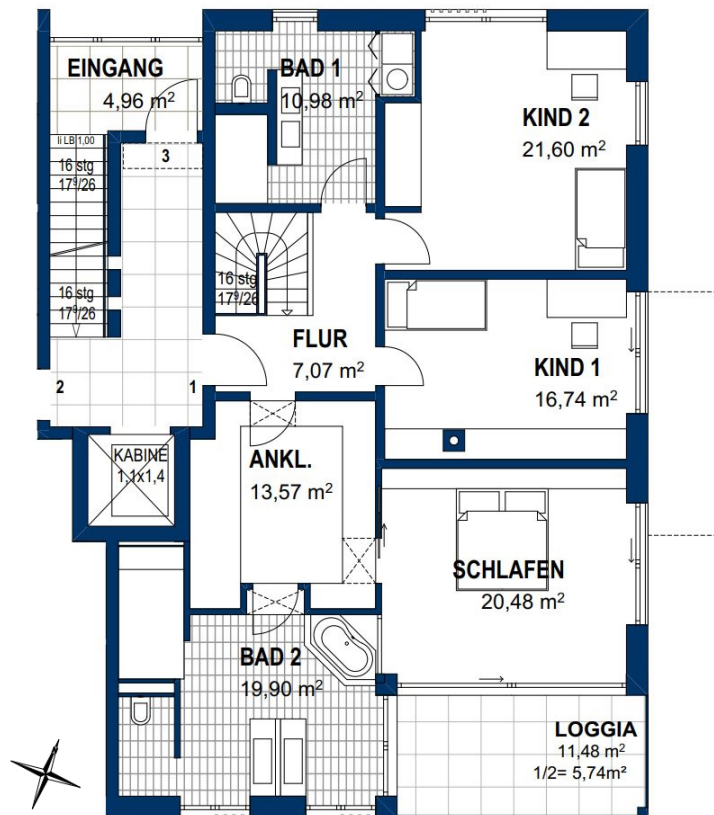 EINGANG
4,96 m²
BAD 1
10,98 m²
KIND 2
21,60 m²
li LB 1,00
16 stg
17⁹/26
3
16 stg
17⁹/26
16 stg
17⁹/26
FLUR
7,07 m²
KIND 1
16,74 m²
2
1
KABINE
1,1x1,4
ANKL.
13,57 m²
SCHLAFEN
20,48 m²
BAD 2
19,90 m²
LOGGIA
11,48 m²
1/2= 5,74m²